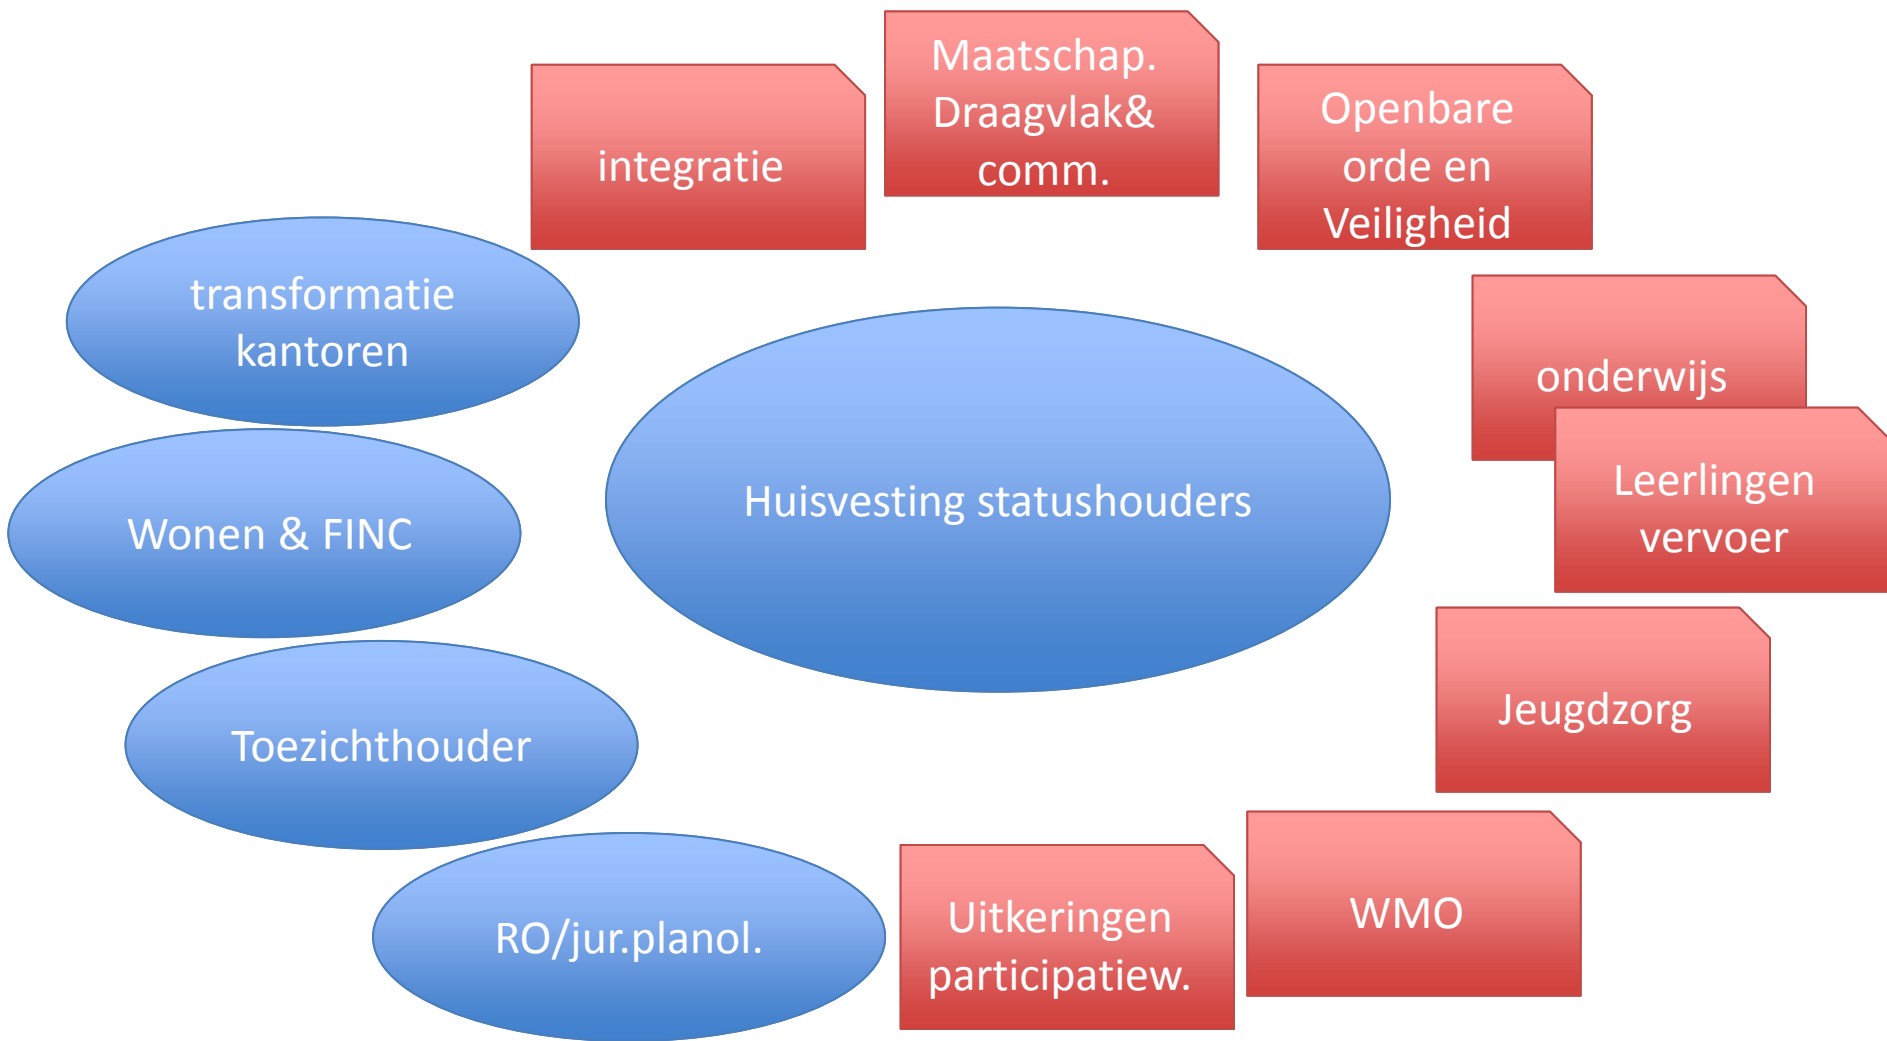 Maatschap.
Draagvlak&
comm.
integratie
Openbare
orde en
Veiligheid
transformatie
kantoren
onderwijs
Leerlingen
vervoer
Huisvesting statushouders
Wonen & FINC
Jeugdzorg
Toezichthouder
WMO
Uitkeringen
participatiew.
RO/jur.planol.